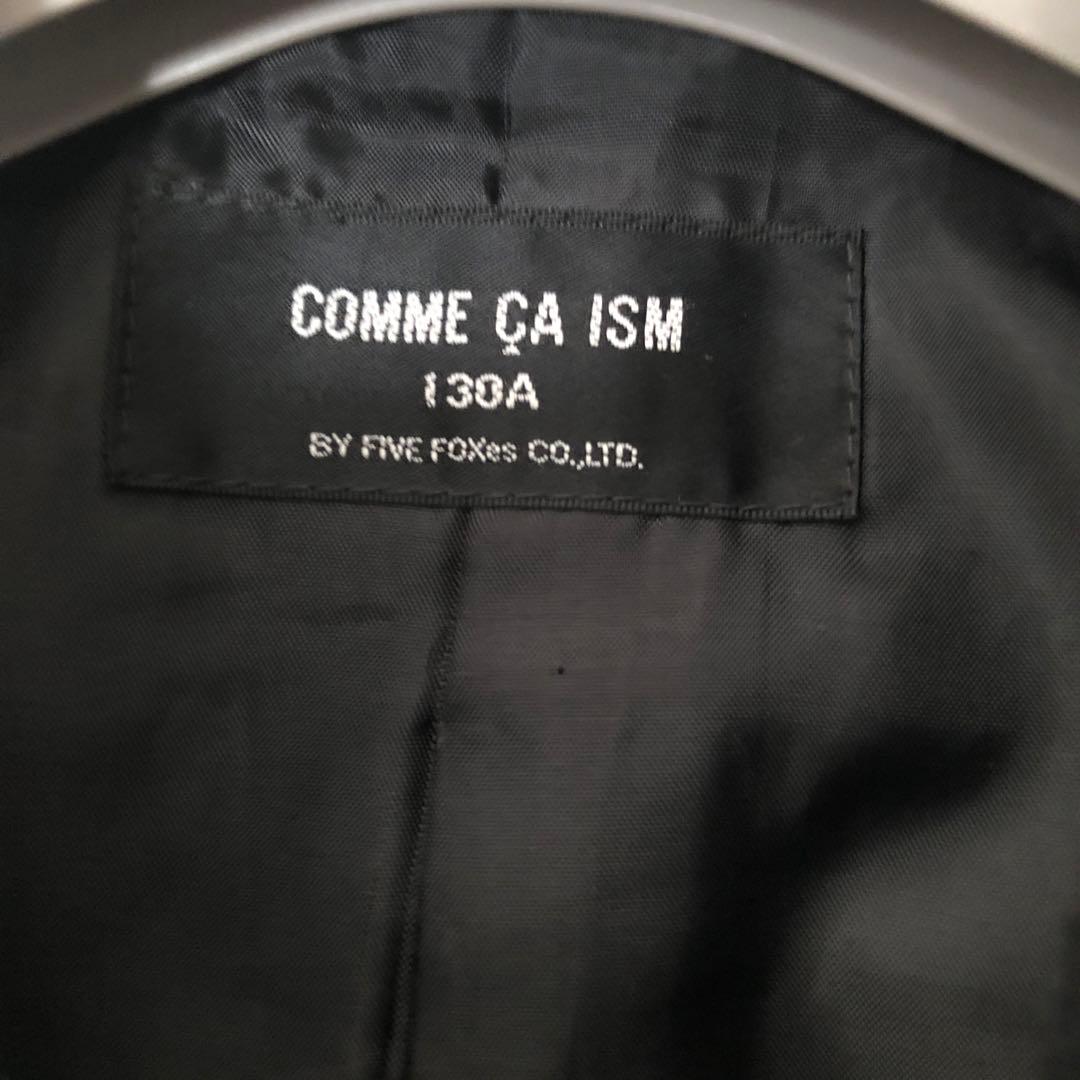 COMME ÇA ISM
130A
BY FIVE FOXes CO.,LTD.